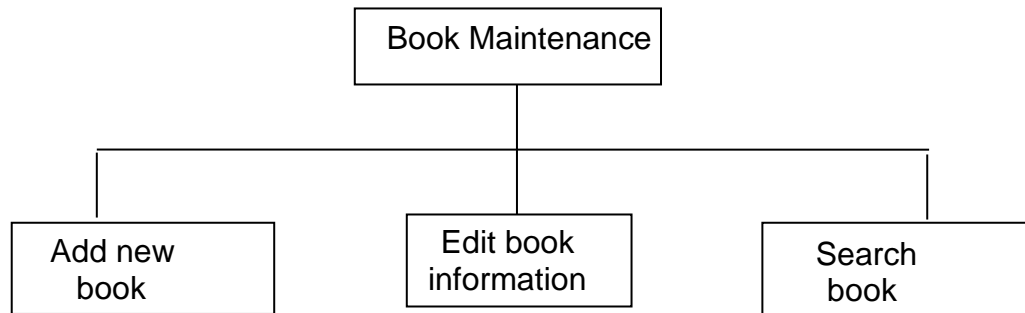 Book Maintenance
Add new
book
Edit book
information
Search
book